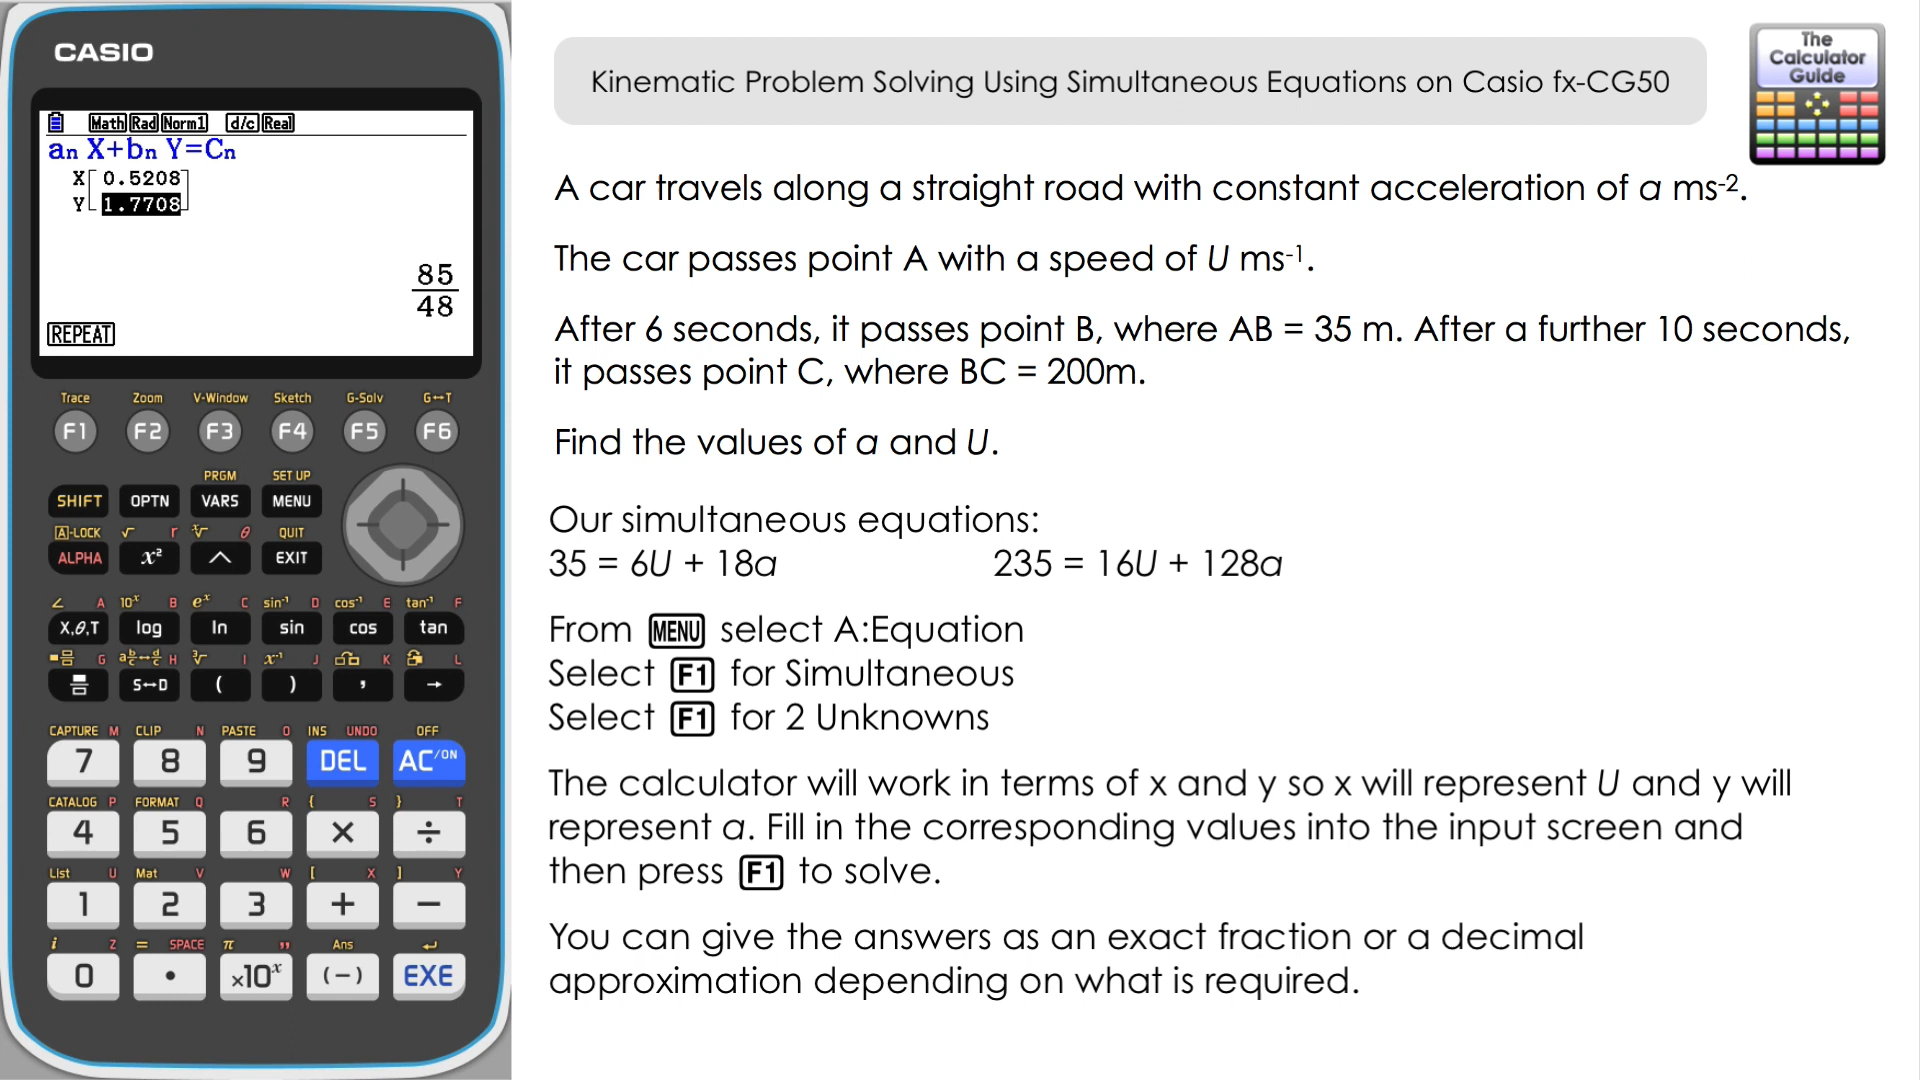 CASIO
Math Rad Norm1 d/c Real
an X+bn Y=Cn
X 0.5208
Y 1.7708
85
48
REPEAT
Trace Zoom V-Window Sketch G-Solv G↔T
F1 F2 F3 F4 F5 F6
PRGM SET UP
SHIFT OPTN VARS MENU
A-LOCK √ r ˣ√ θ QUIT
ALPHA x² ^ EXIT
∠ A 10ˣ B eˣ C sin⁻¹ D cos⁻¹ E tan⁻¹ F
X,θ,T log ln sin cos tan
G a b/c↔d/c H ³√ I x⁻¹ J K L
S↔D ( ) , →
CAPTURE M CLIP N PASTE O INS UNDO OFF
7 8 9 DEL AC/ON
CATALOG P FORMAT Q R { S } T
4 5 6 × ÷
List U Mat V W [ X ] Y
1 2 3 + −
i Z = SPACE π " Ans ↵
0 • ×10ˣ (−) EXE
Kinematic Problem Solving Using Simultaneous Equations on Casio fx-CG50
The
Calculator
Guide
A car travels along a straight road with constant acceleration of a ms-2.
The car passes point A with a speed of U ms-1.
After 6 seconds, it passes point B, where AB = 35 m. After a further 10 seconds,
it passes point C, where BC = 200m.
Find the values of a and U.
Our simultaneous equations:
35 = 6U + 18a 235 = 16U + 128a
From MENU select A:Equation
Select F1 for Simultaneous
Select F1 for 2 Unknowns
The calculator will work in terms of x and y so x will represent U and y will
represent a. Fill in the corresponding values into the input screen and
then press F1 to solve.
You can give the answers as an exact fraction or a decimal
approximation depending on what is required.